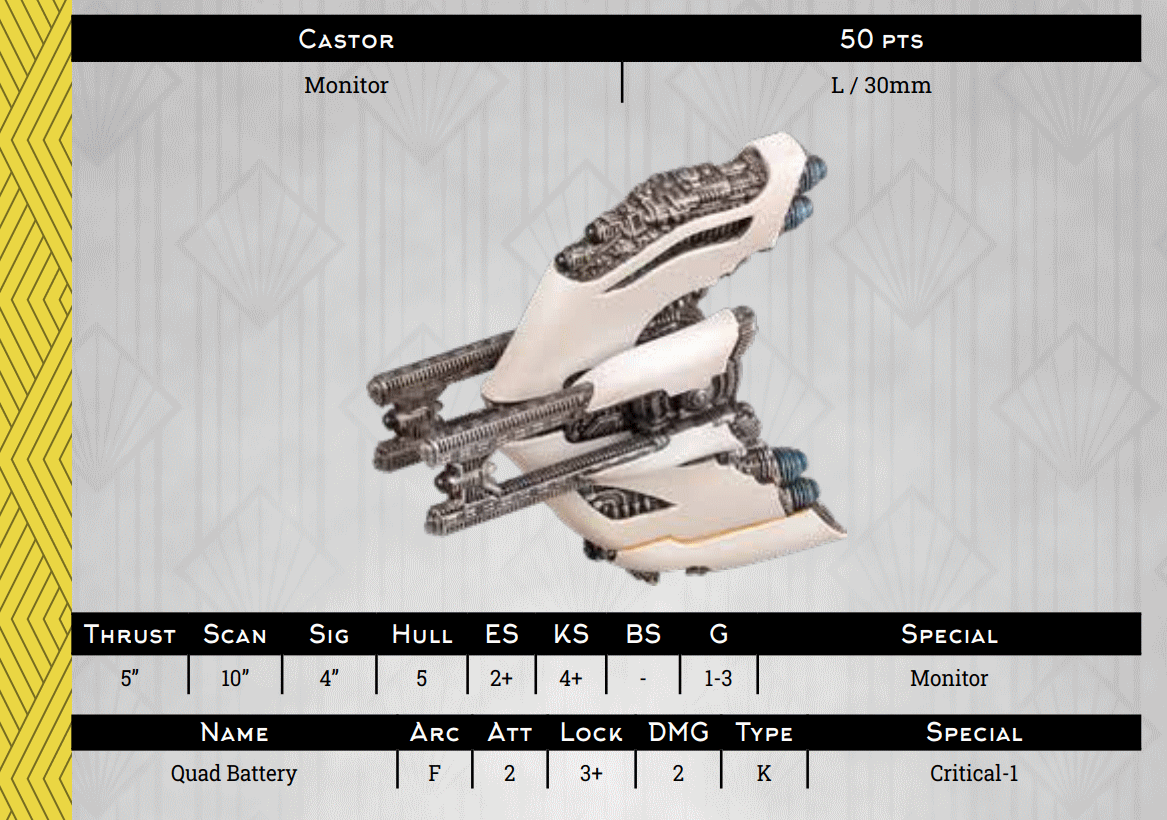 Castor 50 pts
Monitor L / 30mm
Thrust Scan Sig Hull ES KS BS G Special
5” 10” 4” 5 2+ 4+ - 1-3 Monitor
Name Arc Att Lock DMG Type Special
Quad Battery F 2 3+ 2 K Critical-1